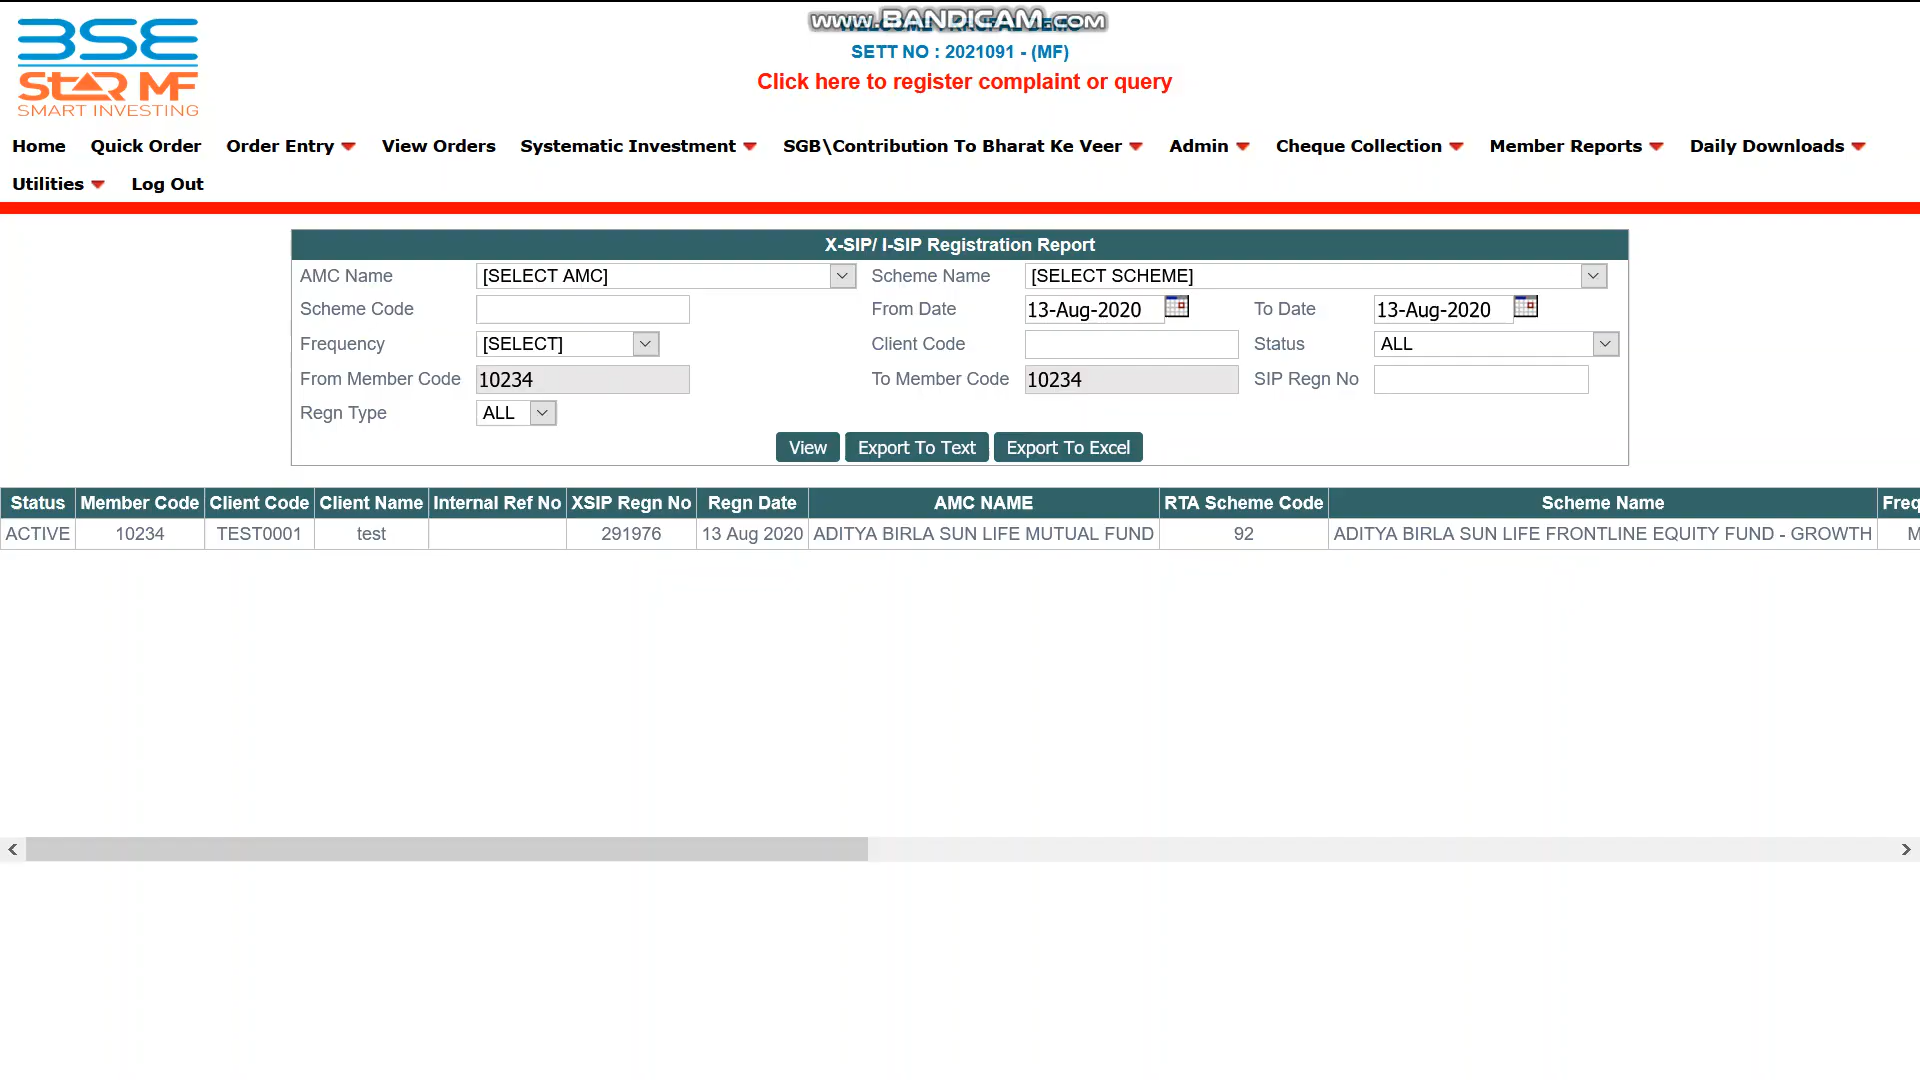 www.BANDICAM.com
BSE
StAR MF
SMART INVESTING
SETT NO : 2021091 - (MF)
Click here to register complaint or query
Home Quick Order Order Entry View Orders Systematic Investment SGB\Contribution To Bharat Ke Veer Admin Cheque Collection Member Reports Daily Downloads
Utilities Log Out
X-SIP/ I-SIP Registration Report
AMC Name [SELECT AMC] Scheme Name [SELECT SCHEME]
Scheme Code From Date 13-Aug-2020 To Date 13-Aug-2020
Frequency [SELECT] Client Code Status ALL
From Member Code 10234 To Member Code 10234 SIP Regn No
Regn Type ALL
View Export To Text Export To Excel
Status Member Code Client Code Client Name Internal Ref No XSIP Regn No Regn Date AMC NAME RTA Scheme Code Scheme Name Freq
ACTIVE 10234 TEST0001 test 291976 13 Aug 2020 ADITYA BIRLA SUN LIFE MUTUAL FUND 92 ADITYA BIRLA SUN LIFE FRONTLINE EQUITY FUND - GROWTH M